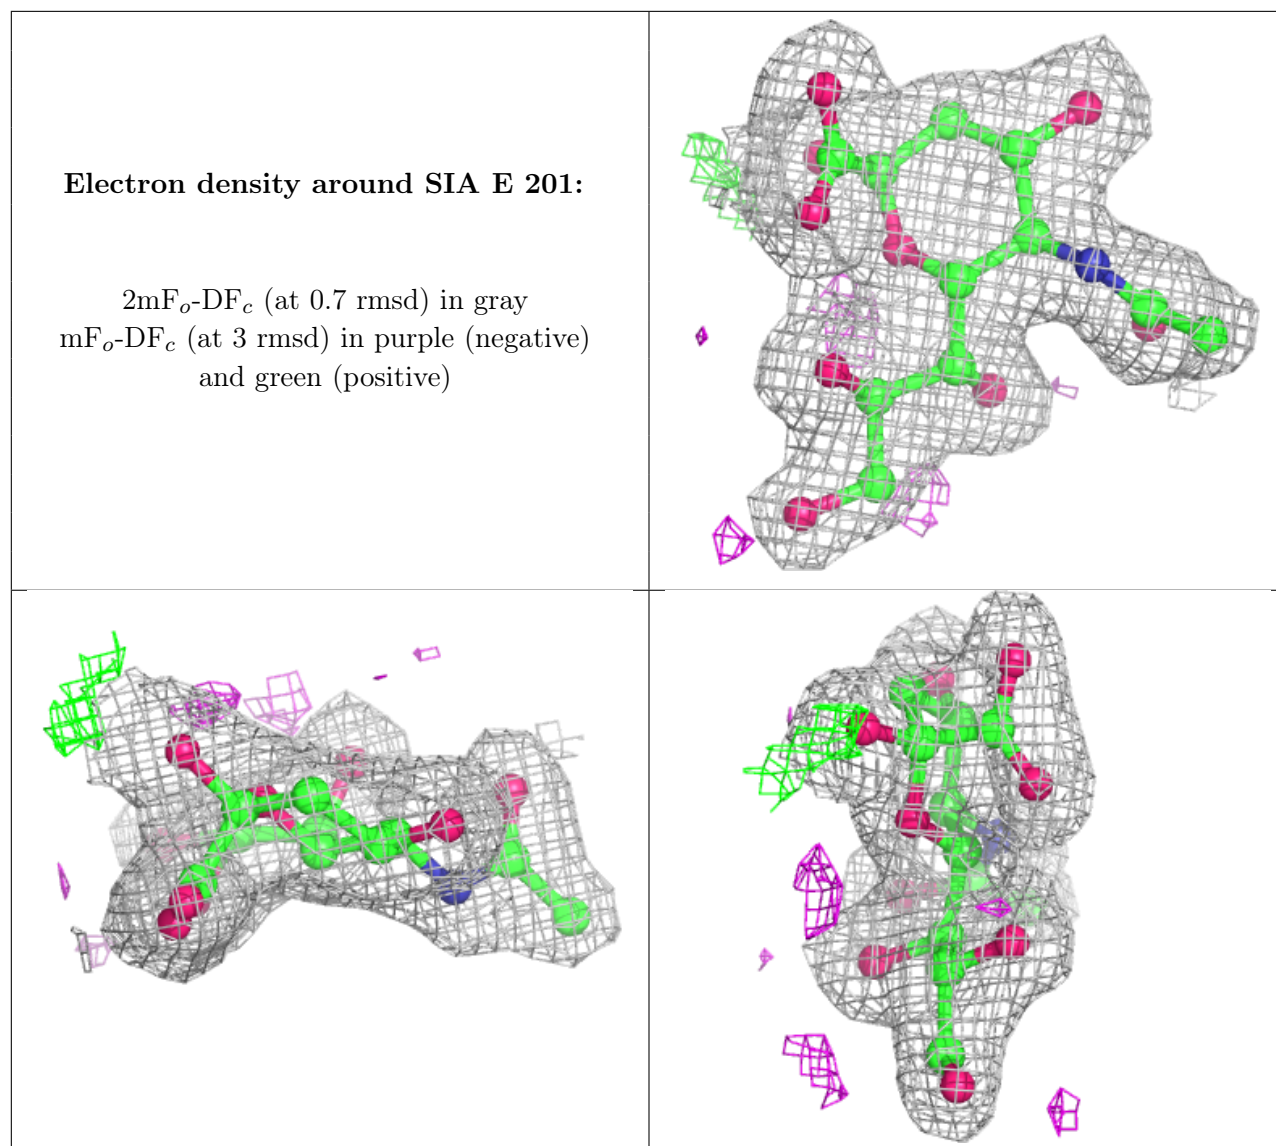 Electron density around SIA E 201:
2mFₒ-DF𝒸 (at 0.7 rmsd) in gray
mFₒ-DF𝒸 (at 3 rmsd) in purple (negative)
and green (positive)